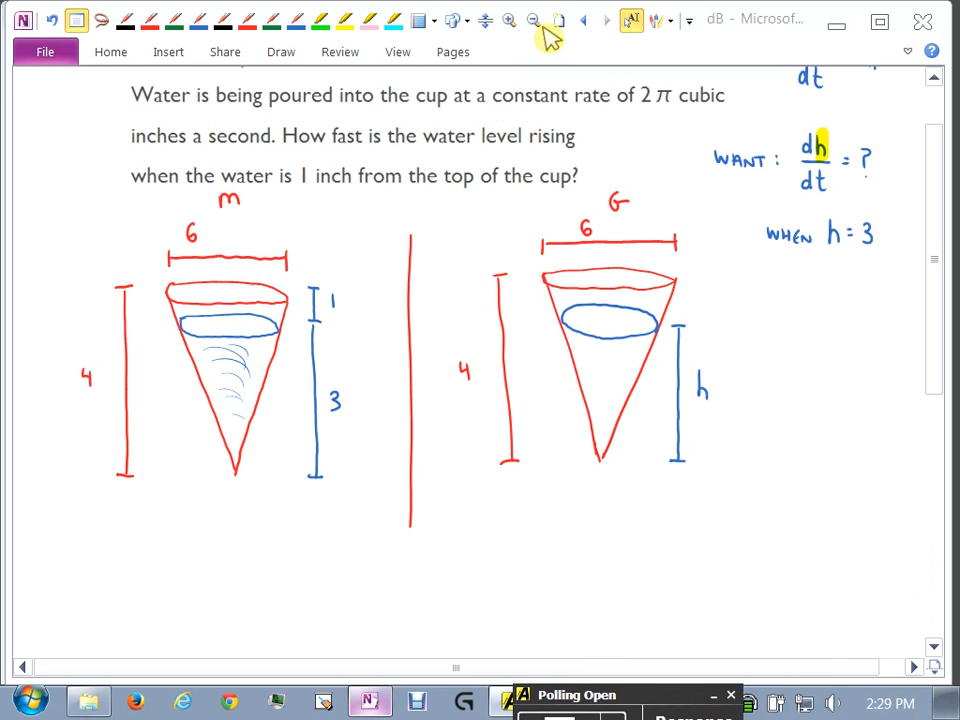 dB - Microsof...
File Home Insert Share Draw Review View Pages
Water is being poured into the cup at a constant rate of 2 π cubic
inches a second. How fast is the water level rising
when the water is 1 inch from the top of the cup?
dt
WANT: dh/dt = ?
WHEN h = 3
M
6
4
1
3
G
6
4
h
Polling Open
2:29 PM